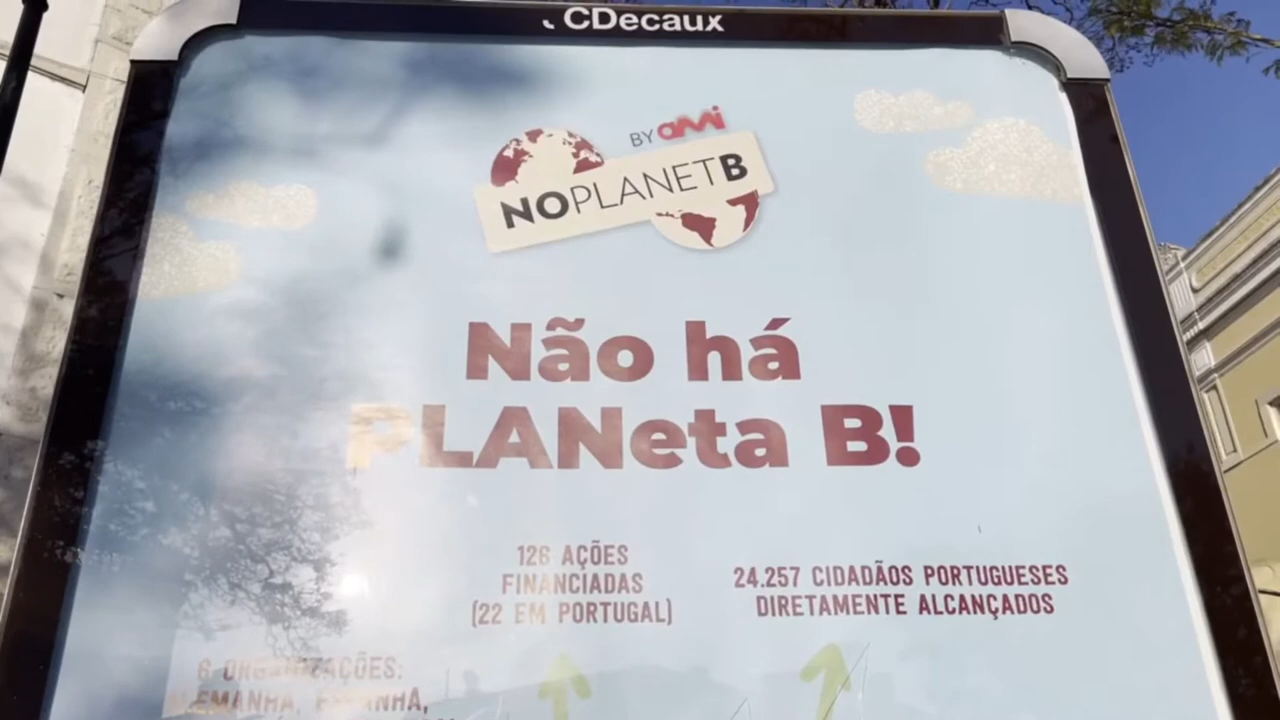 CDecaux
BY AMI
NOPLANETB
Não há
PLANeta B!
126 AÇÕES
FINANCIADAS
(22 EM PORTUGAL)
24.257 CIDADÃOS PORTUGUESES
DIRETAMENTE ALCANÇADOS
6 ORGANIZAÇÕES:
ALEMANHA, ESPANHA,